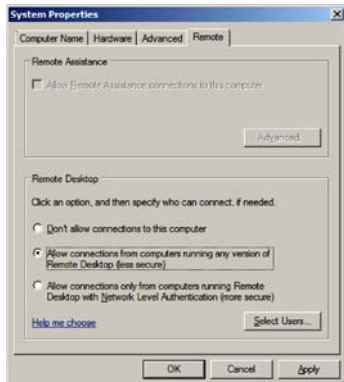 System Properties
Computer Name Hardware Advanced Remote
Remote Assistance
Allow Remote Assistance connections to this computer
Advanced...
Remote Desktop
Click an option, and then specify who can connect, if needed.
Don't allow connections to this computer
Allow connections from computers running any version of
Remote Desktop (less secure)
Allow connections only from computers running Remote
Desktop with Network Level Authentication (more secure)
Help me choose
Select Users...
OK Cancel Apply